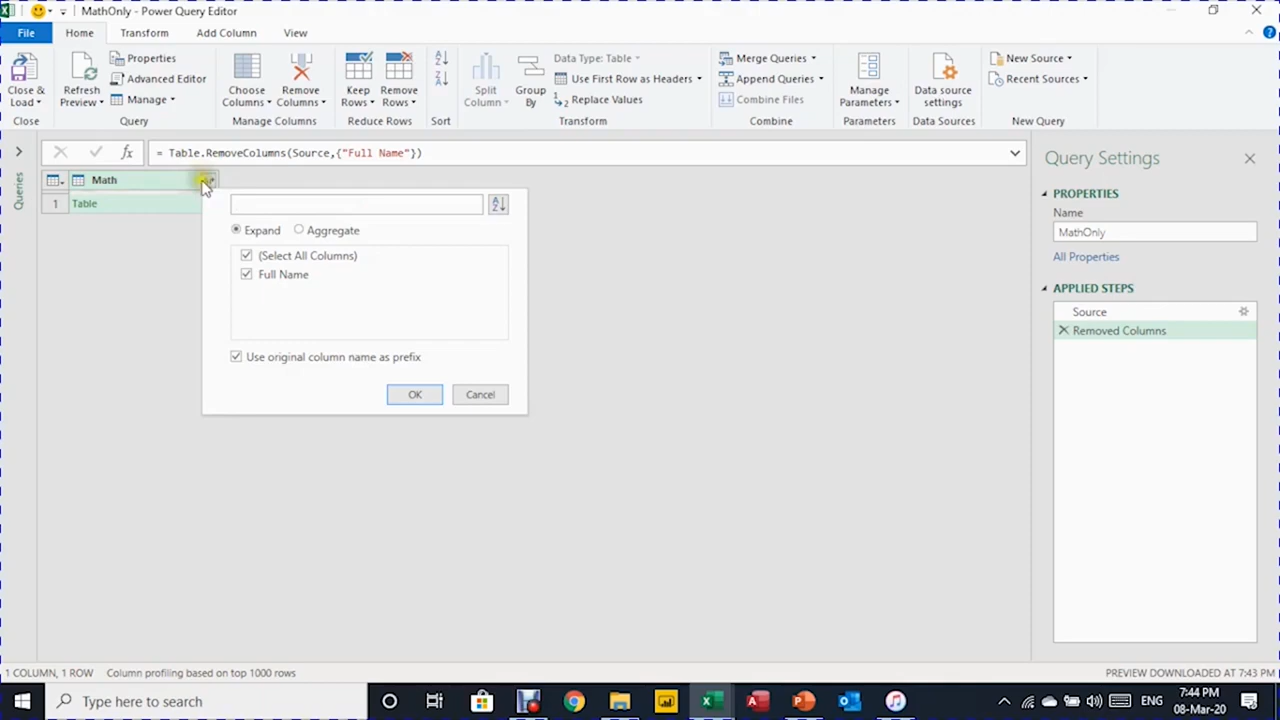 MathOnly - Power Query Editor
File Home Transform Add Column View
Close & Load
Refresh Preview
Properties
Advanced Editor
Manage
Choose Columns
Remove Columns
Keep Rows
Remove Rows
Split Column
Group By
Data Type: Table
Use First Row as Headers
Replace Values
Merge Queries
Append Queries
Combine Files
Manage Parameters
Data source settings
New Source
Recent Sources
Close Query Manage Columns Reduce Rows Sort Transform Combine Parameters Data Sources New Query
= Table.RemoveColumns(Source,{"Full Name"})
Queries
Math
1 Table
Expand Aggregate
(Select All Columns)
Full Name
Use original column name as prefix
OK Cancel
Query Settings
PROPERTIES
Name
MathOnly
All Properties
APPLIED STEPS
Source
Removed Columns
1 COLUMN, 1 ROW Column profiling based on top 1000 rows PREVIEW DOWNLOADED AT 7:43 PM
Type here to search
ENG
7:44 PM
08-Mar-20